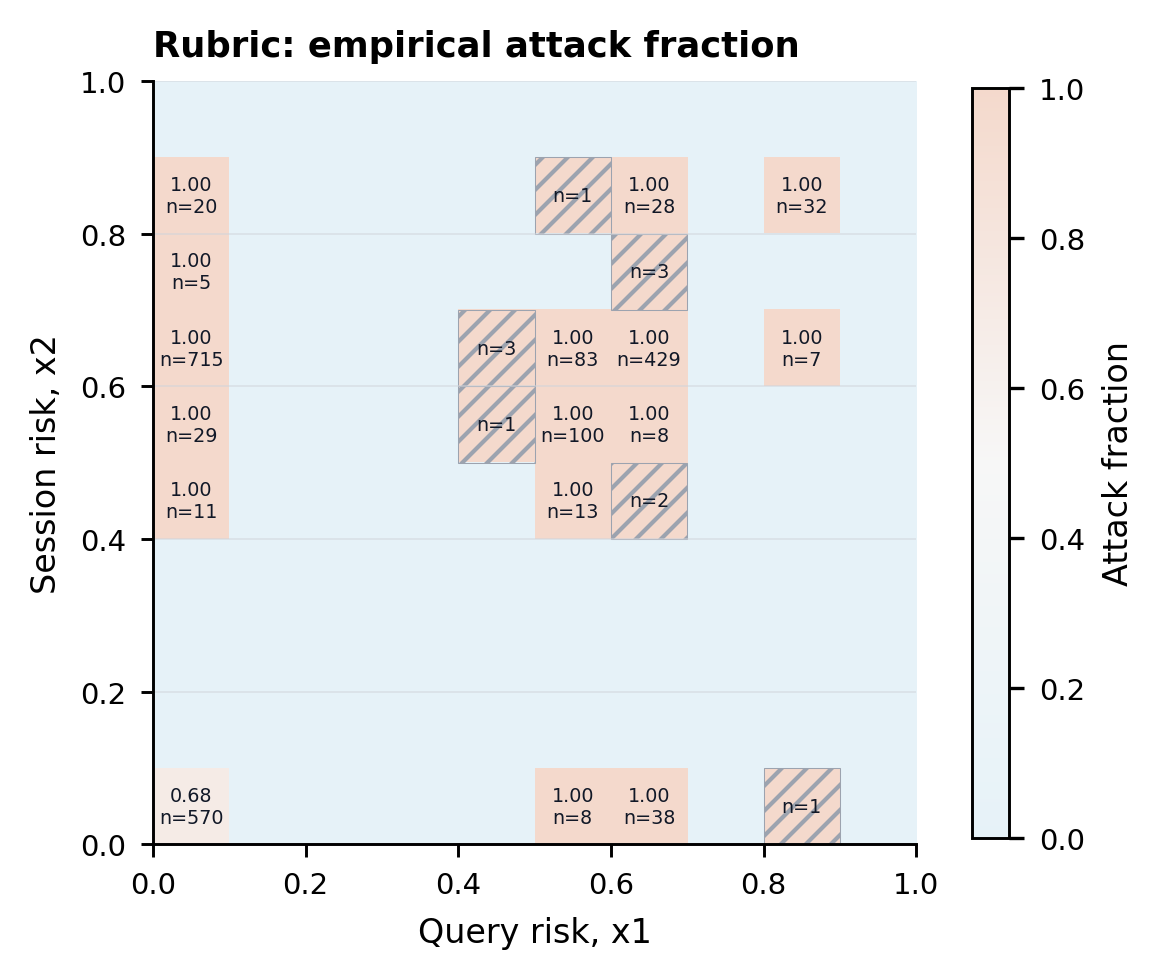 Rubric: empirical attack fraction
1.0
0.8
0.6
0.4
0.2
0.0
Session risk, x2
1.00
n=20
n=1
1.00
n=28
1.00
n=32
1.00
n=5
n=3
1.00
n=715
n=3
1.00
n=83
1.00
n=429
1.00
n=7
1.00
n=29
n=1
1.00
n=100
1.00
n=8
1.00
n=11
1.00
n=13
n=2
0.68
n=570
1.00
n=8
1.00
n=38
n=1
0.0
0.2
0.4
0.6
0.8
1.0
Query risk, x1
1.0
0.8
0.6
0.4
0.2
0.0
Attack fraction